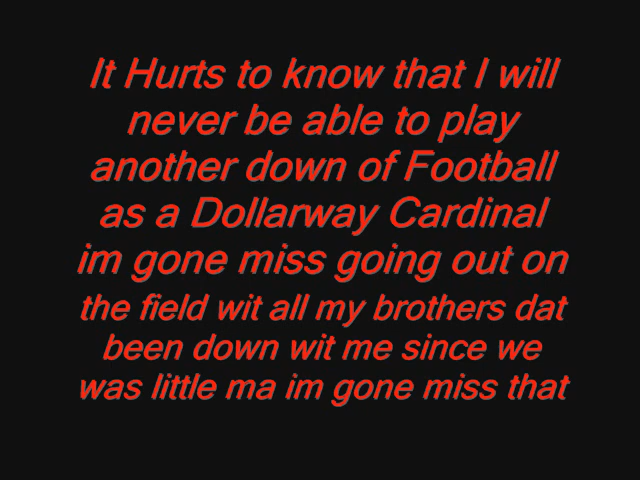 It Hurts to know that I will
never be able to play
another down of Football
as a Dollarway Cardinal
im gone miss going out on
the field wit all my brothers dat
been down wit me since we
was little ma im gone miss that